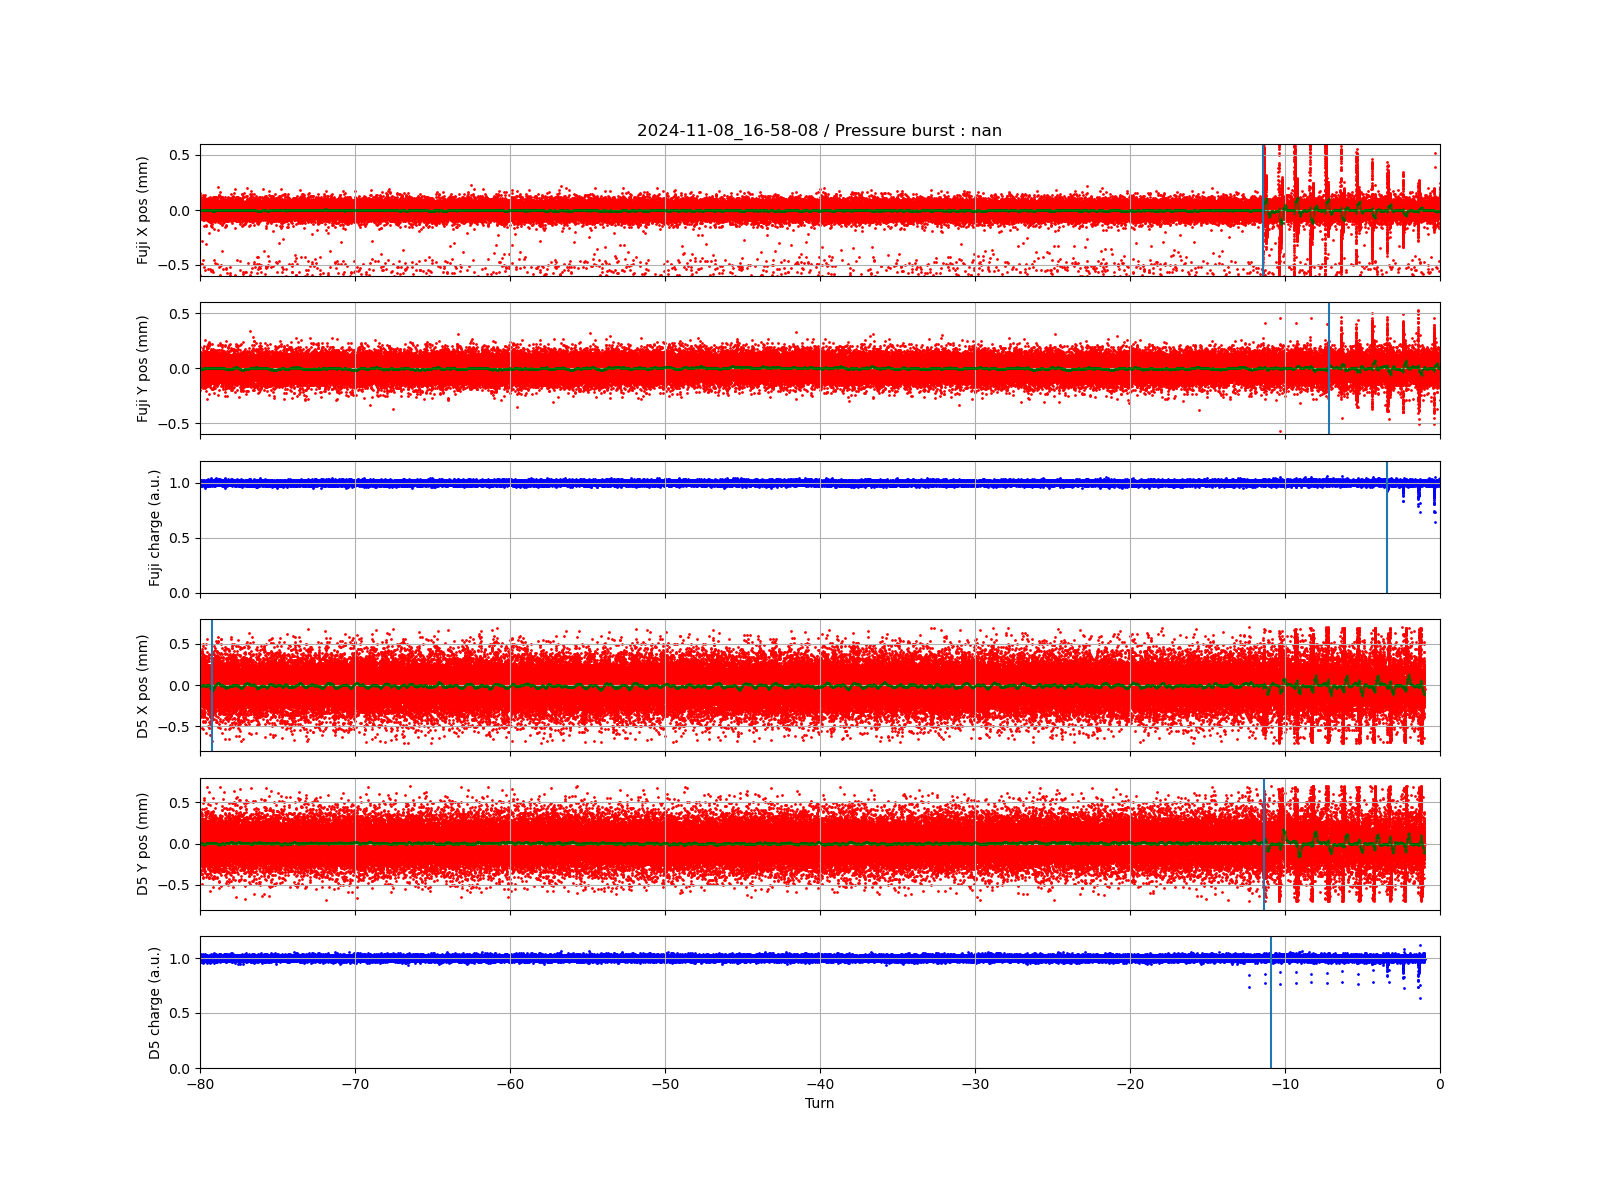 2024-11-08_16-58-08 / Pressure burst : nan
Fuji X pos (mm)
0.5
0.0
−0.5
Fuji Y pos (mm)
0.5
0.0
−0.5
Fuji charge (a.u.)
1.0
0.5
0.0
D5 X pos (mm)
0.5
0.0
−0.5
D5 Y pos (mm)
0.5
0.0
−0.5
D5 charge (a.u.)
1.0
0.5
0.0
−80 −70 −60 −50 −40 −30 −20 −10 0
Turn